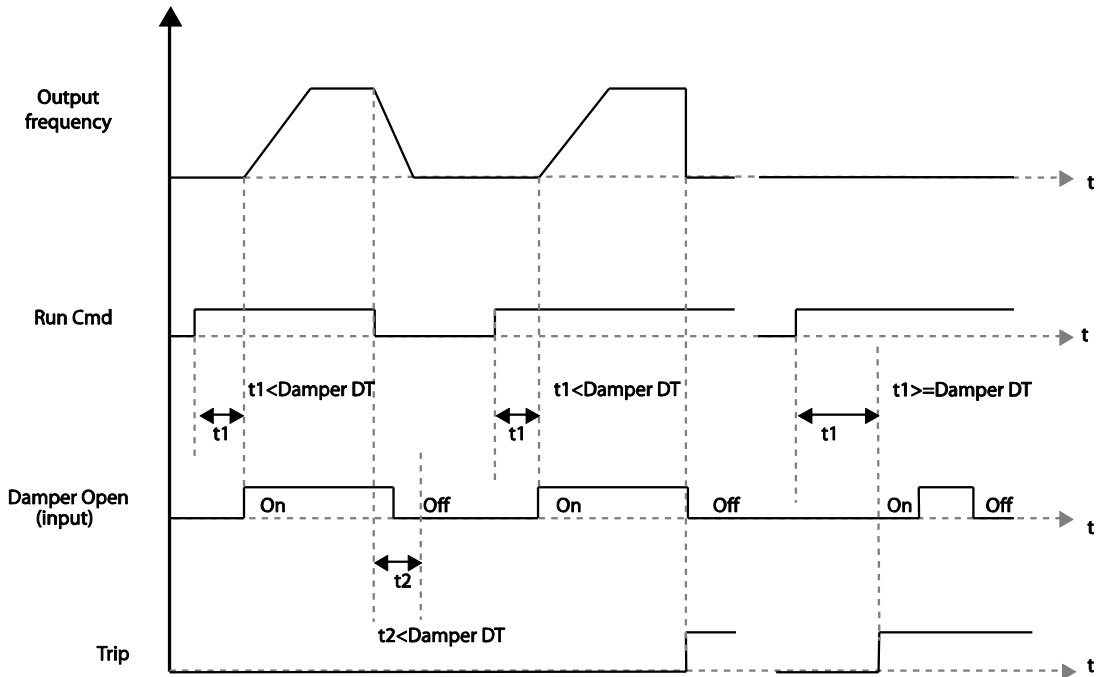 Output
frequency
t
Run Cmd
t
t1<Damper DT
t1<Damper DT
t1>=Damper DT
t1
t1
t1
Damper Open
(input)
On
Off
On
Off
On
Off
t
t2
t2<Damper DT
Trip
t